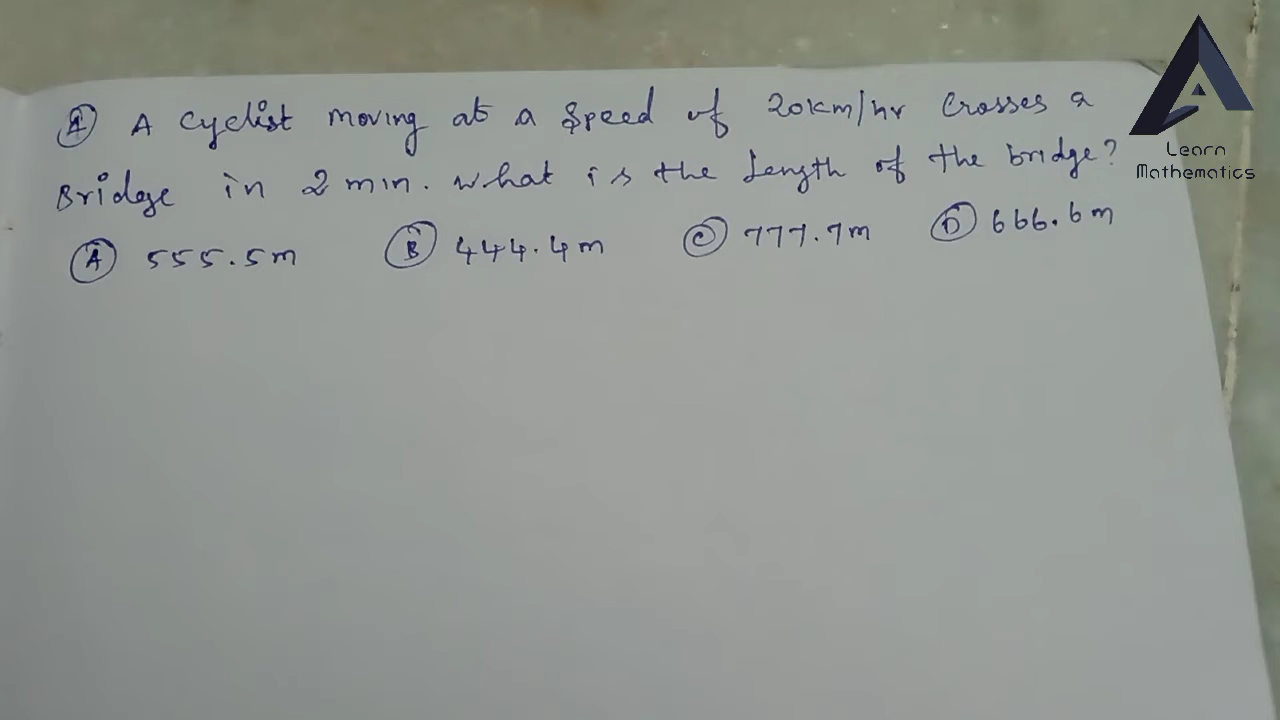 ① A cyclist moving at a speed of 20km/hr crosses a
Bridge in 2 min. what is the length of the bridge?
Ⓐ 555.5m Ⓑ 444.4m Ⓒ 777.7m Ⓓ 666.6m
Learn
Mathematics